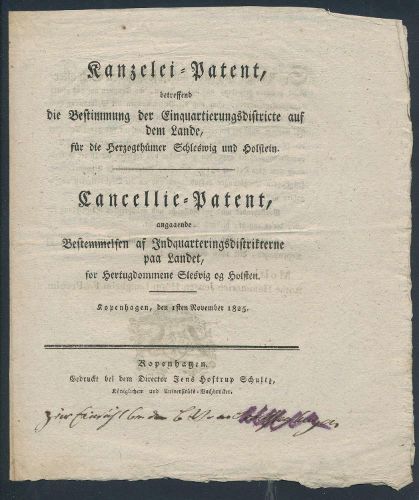 Kanzelei-Patent,
betreffend
die Bestimmung der Einquartierungsdistricte auf
dem Lande,
für die Herzogthümer Schleswig und Holstein.
Cancellie-Patent,
angaaende
Bestemmelsen af Indquarteringsdistrikterne
paa Landet,
for Hertugdommene Slesvig og Holsten.
Kopenhagen, den 1sten November 1825.
Kopenhagen.
Gedruckt bei dem Director Jens Hostrup Schultz,
Königlichem und Universitäts-Buchdrucker.